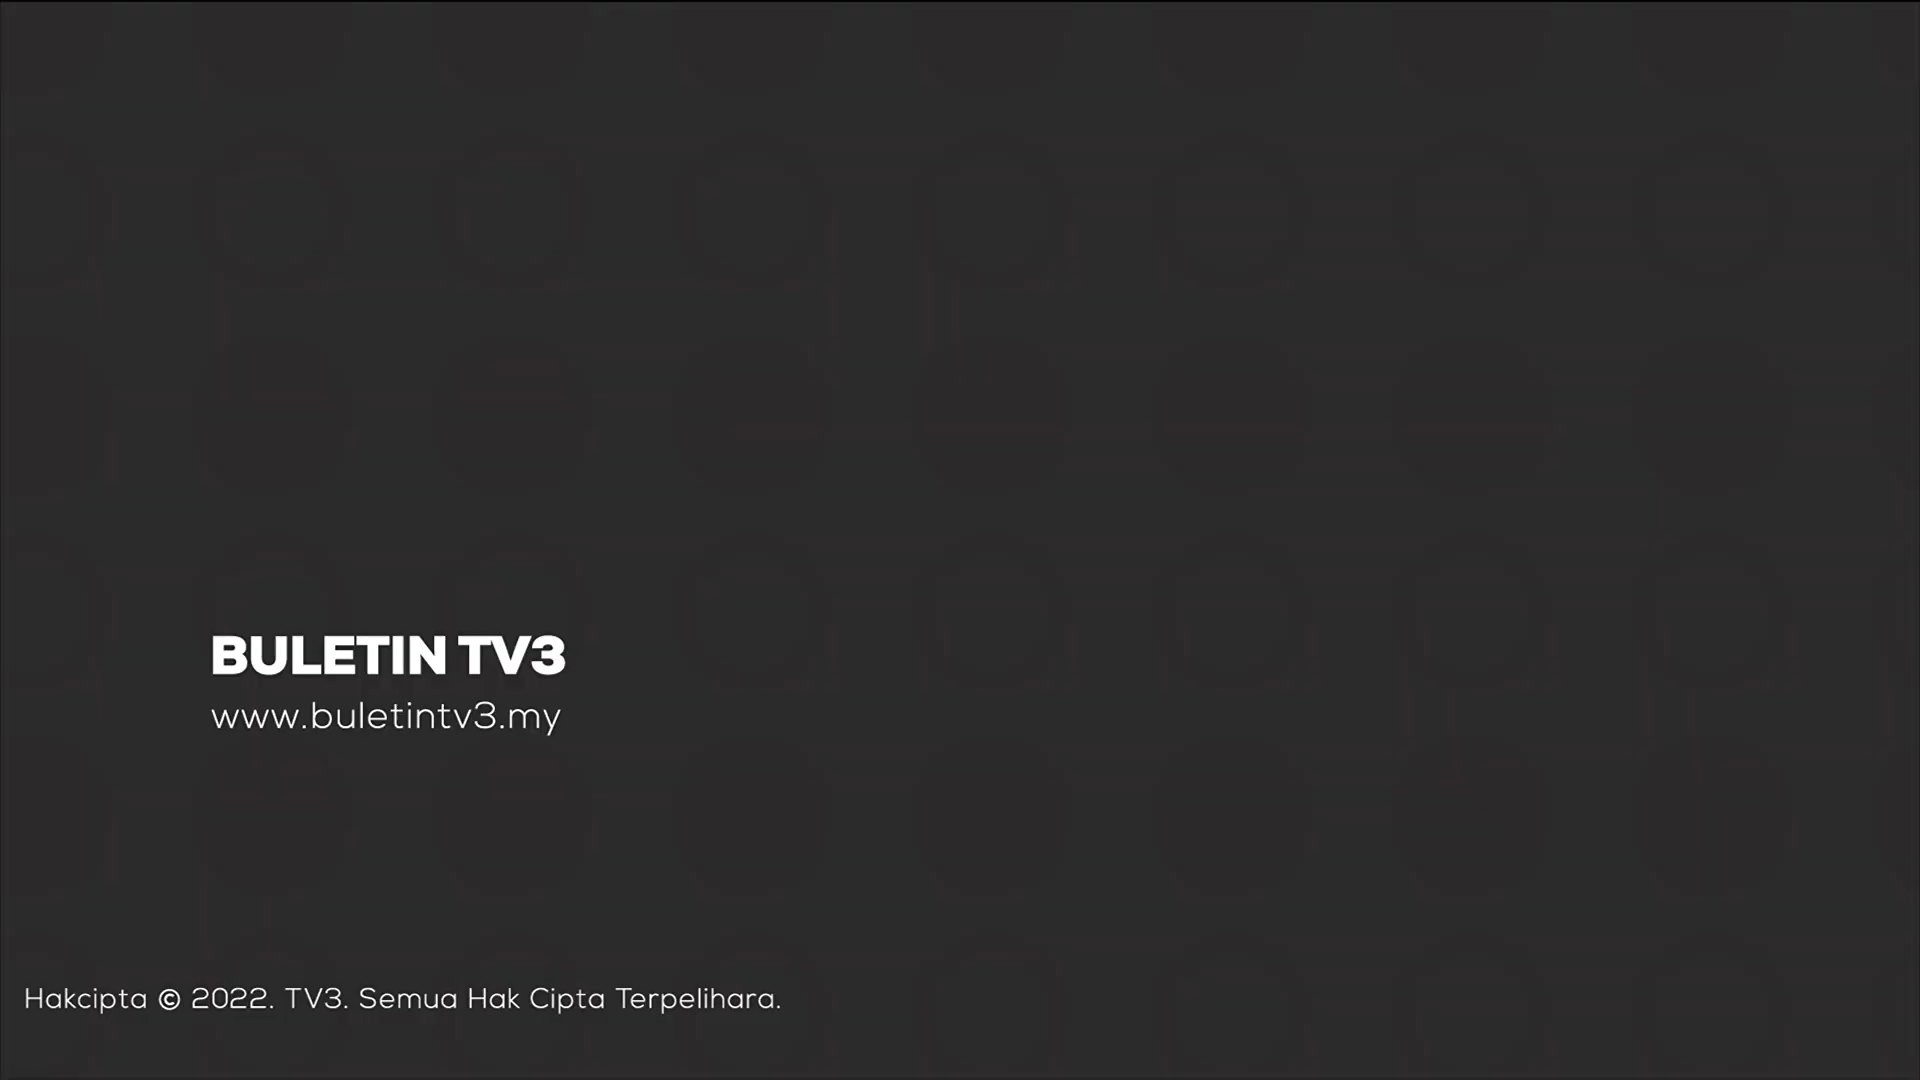 BULETIN TV3
www.buletintv3.my
Hakcipta © 2022. TV3. Semua Hak Cipta Terpelihara.